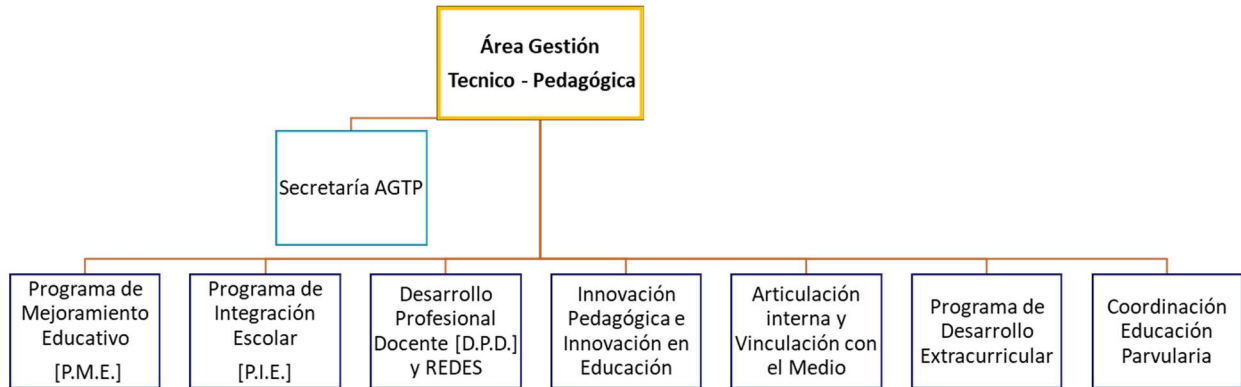 Área Gestión
Tecnico - Pedagógica
Secretaría AGTP
Programa de
Mejoramiento
Educativo
[P.M.E.]
Programa de
Integración
Escolar
[P.I.E.]
Desarrollo
Profesional
Docente [D.P.D.]
y REDES
Innovación
Pedagógica e
Innovación en
Educación
Articulación
interna y
Vinculación con
el Medio
Programa de
Desarrollo
Extracurricular
Coordinación
Educación
Parvularia